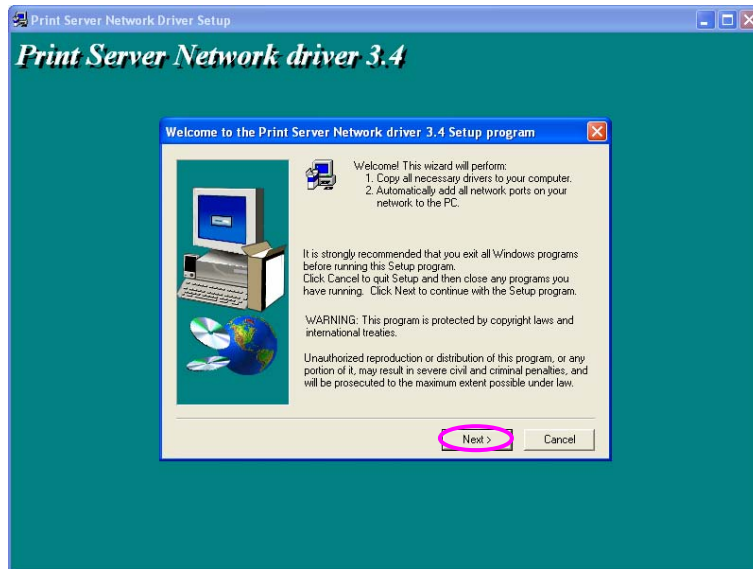 Print Server Network Driver Setup
Print Server Network driver 3.4
Welcome to the Print Server Network driver 3.4 Setup program
Welcome! This wizard will perform:
1. Copy all necessary drivers to your computer.
2. Automatically add all network ports on your
network to the PC.
It is strongly recommended that you exit all Windows programs
before running this Setup program.
Click Cancel to quit Setup and then close any programs you
have running. Click Next to continue with the Setup program.
WARNING: This program is protected by copyright laws and
international treaties.
Unauthorized reproduction or distribution of this program, or any
portion of it, may result in severe civil and criminal penalties, and
will be prosecuted to the maximum extent possible under law.
Next >
Cancel